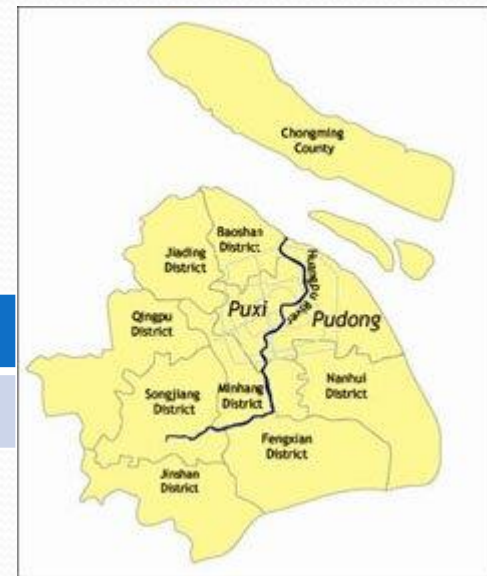 Chongming
County
Baoshan
District
Jiading
District
Huangpu River
Puxi
Pudong
Qingpu
District
Songjiang
District
Minhang
District
Nanhui
District
Fengxian
District
Jinshan
District